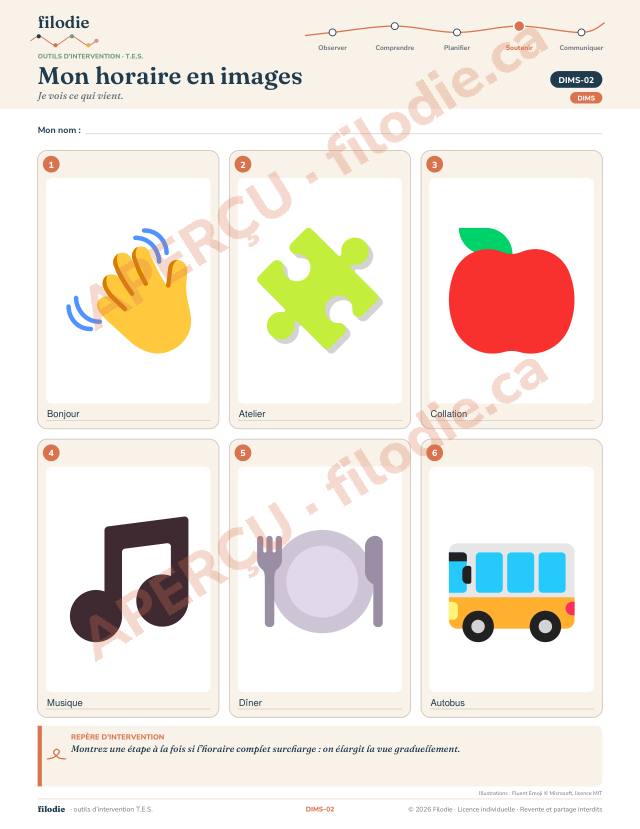 filodie
OUTILS D'INTERVENTION · T.E.S.
Mon horaire en images
Je vois ce qui vient.
Observer
Comprendre
Planifier
Soutenir
Communiquer
DIMS-02
DIMS
Mon nom :
1
Bonjour
2
Atelier
3
Collation
4
Musique
5
Dîner
6
Autobus
APERÇU · filodie.ca
APERÇU · filodie.ca
REPÈRE D'INTERVENTION
Montrez une étape à la fois si l'horaire complet surcharge : on élargit la vue graduellement.
Illustrations : Fluent Emoji © Microsoft, licence MIT
filodie · outils d'intervention T.E.S.
DIMS-02
© 2026 Filodie · Licence individuelle · Revente et partage interdits